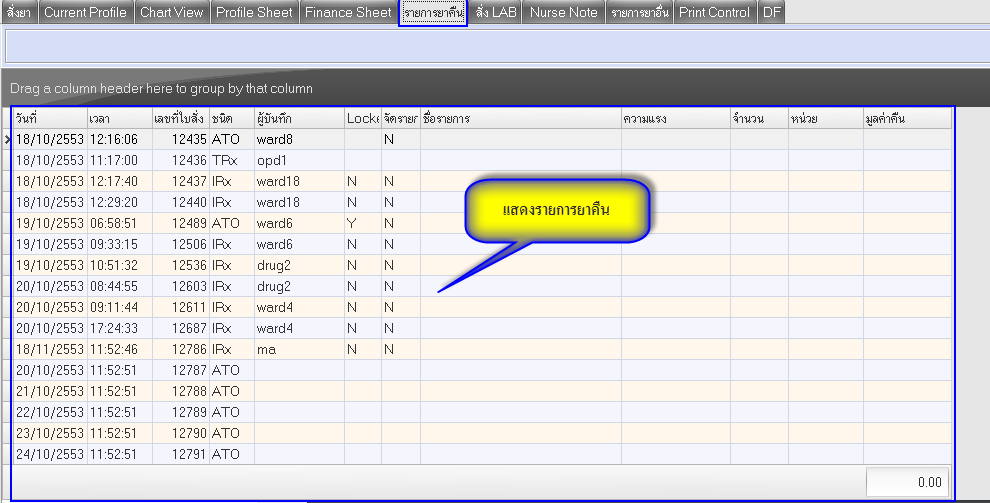 สั่งยา Current Profile Chart View Profile Sheet Finance Sheet รายการยาคืน สั่ง LAB Nurse Note รายการยาอื่น Print Control DF
Drag a column header here to group by that column
วันที่ เวลา เลขที่ใบสั่ง ชนิด ผู้บันทึก Locke จัดรายก ชื่อรายการ ความแรง จำนวน หน่วย มูลค่าคืน
18/10/2553 12:16:06 12435 ATO ward8 N
18/10/2553 11:17:00 12436 TRx opd1
18/10/2553 12:17:40 12437 IRx ward18 N N
18/10/2553 12:29:20 12440 IRx ward18 N N
แสดงรายการยาคืน
19/10/2553 06:58:51 12489 ATO ward6 Y N
19/10/2553 09:33:15 12506 IRx ward6 N N
19/10/2553 10:51:32 12536 IRx drug2 N N
20/10/2553 08:44:55 12603 IRx drug2 N N
20/10/2553 09:11:44 12611 IRx ward4 N N
20/10/2553 17:24:33 12687 IRx ward4 N N
18/11/2553 11:52:46 12786 IRx ma N N
20/10/2553 11:52:51 12787 ATO
21/10/2553 11:52:51 12788 ATO
22/10/2553 11:52:51 12789 ATO
23/10/2553 11:52:51 12790 ATO
24/10/2553 11:52:51 12791 ATO
0.00